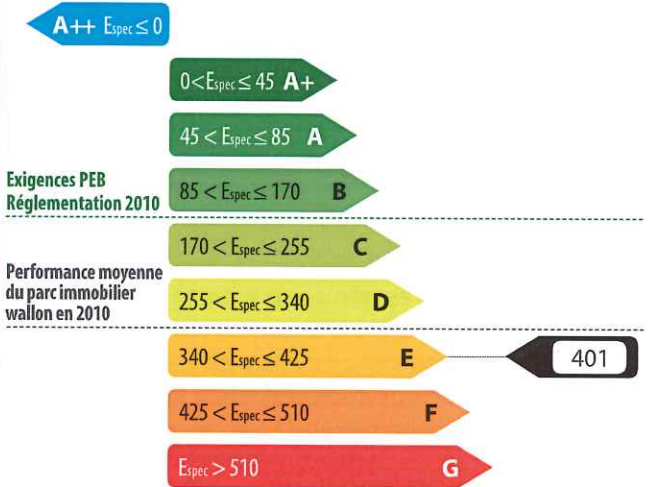 A++ Espec ≤ 0
0 < Espec ≤ 45 A+
45 < Espec ≤ 85 A
Exigences PEB
Réglementation 2010
85 < Espec ≤ 170 B
170 < Espec ≤ 255 C
Performance moyenne
du parc immobilier
wallon en 2010
255 < Espec ≤ 340 D
340 < Espec ≤ 425 E
401
425 < Espec ≤ 510 F
Espec > 510 G